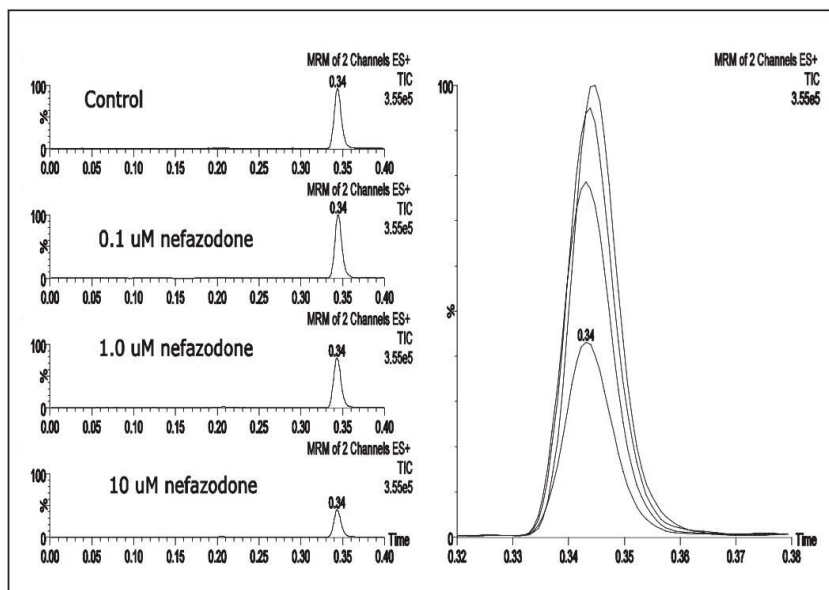 MRM of 2 Channels ES+
TIC
3.55e5
0.34
100
%
0
Control
0.00 0.05 0.10 0.15 0.20 0.25 0.30 0.35 0.40
MRM of 2 Channels ES+
TIC
3.55e5
0.34
100
%
0
0.1 uM nefazodone
0.00 0.05 0.10 0.15 0.20 0.25 0.30 0.35 0.40
MRM of 2 Channels ES+
TIC
3.55e5
0.34
100
%
0
1.0 uM nefazodone
0.00 0.05 0.10 0.15 0.20 0.25 0.30 0.35 0.40
MRM of 2 Channels ES+
TIC
3.55e5
0.34
100
%
0
10 uM nefazodone
Time
0.00 0.05 0.10 0.15 0.20 0.25 0.30 0.35 0.40
MRM of 2 Channels ES+
TIC
3.55e5
100
%
0.34
0
Time
0.32 0.33 0.34 0.35 0.36 0.37 0.38